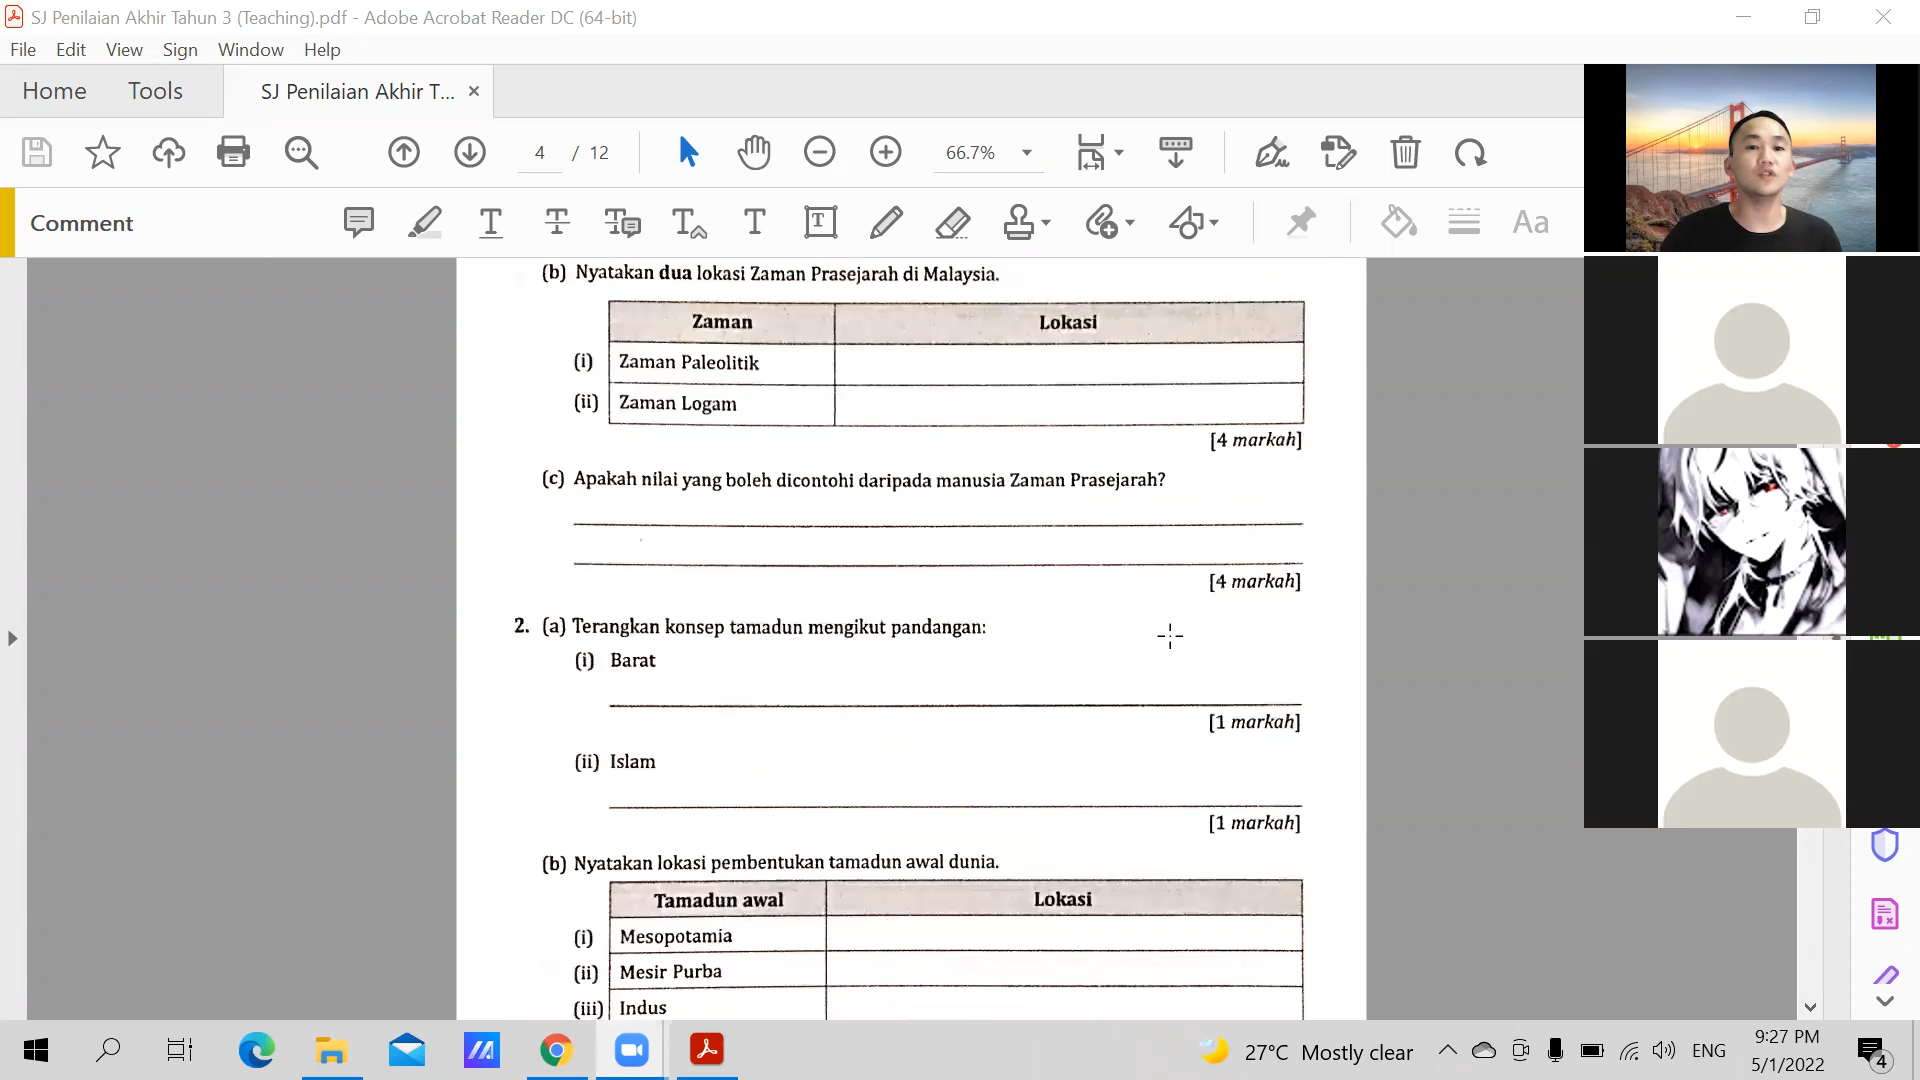 SJ Penilaian Akhir Tahun 3 (Teaching).pdf - Adobe Acrobat Reader DC (64-bit)
File Edit View Sign Window Help
Home Tools SJ Penilaian Akhir T... ×
4 / 12 66.7%
Comment Aa
(b) Nyatakan dua lokasi Zaman Prasejarah di Malaysia.
Zaman Lokasi
(i) Zaman Paleolitik
(ii) Zaman Logam
[4 markah]
(c) Apakah nilai yang boleh dicontohi daripada manusia Zaman Prasejarah?
[4 markah]
2. (a) Terangkan konsep tamadun mengikut pandangan:
(i) Barat
[1 markah]
(ii) Islam
[1 markah]
(b) Nyatakan lokasi pembentukan tamadun awal dunia.
Tamadun awal Lokasi
(i) Mesopotamia
(ii) Mesir Purba
(iii) Indus
27°C Mostly clear ENG 9:27 PM
5/1/2022 4